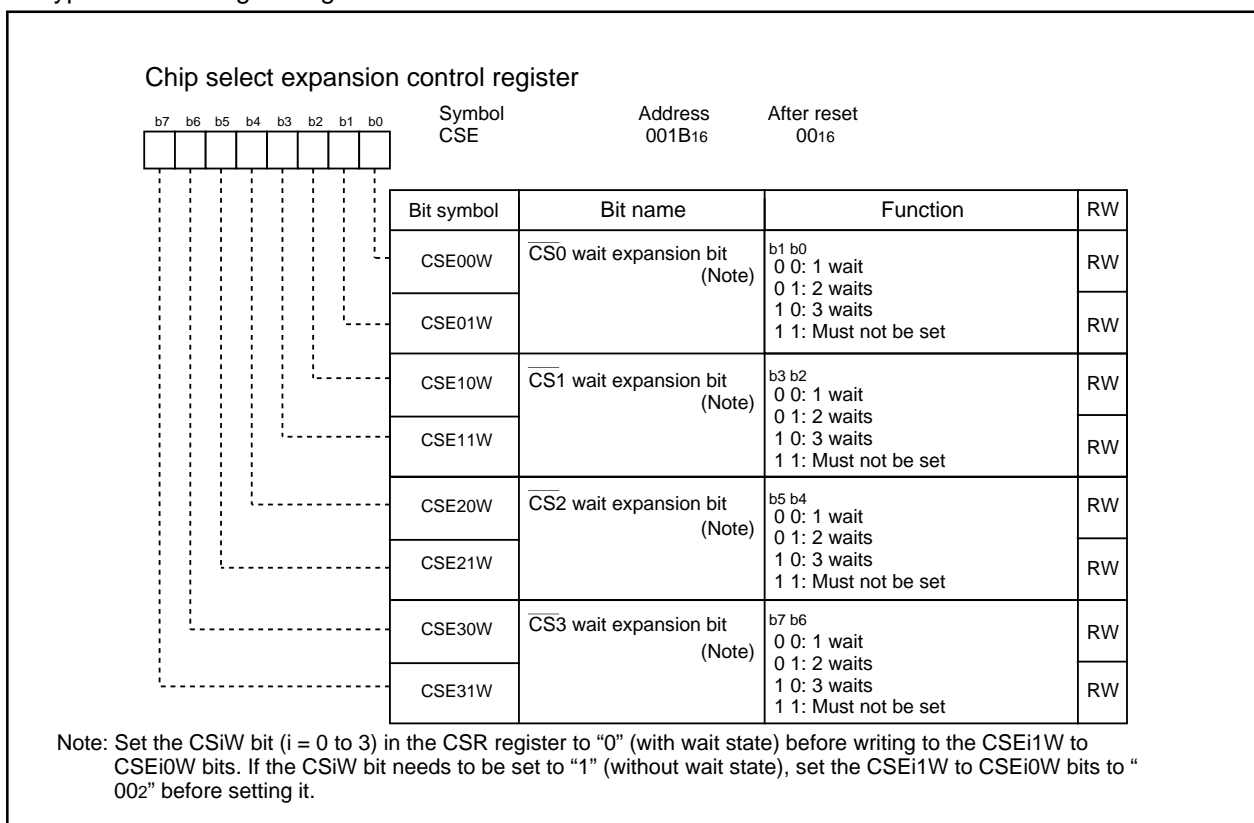 Chip select expansion control register
Symbol Address After reset
b7 b6 b5 b4 b3 b2 b1 b0
CSE 001B16 0016
Bit symbol Bit name Function RW
CSE00W CS0 wait expansion bit (Note) b1 b0
0 0: 1 wait
0 1: 2 waits
1 0: 3 waits
1 1: Must not be set RW
CSE01W RW
CSE10W CS1 wait expansion bit (Note) b3 b2
0 0: 1 wait
0 1: 2 waits
1 0: 3 waits
1 1: Must not be set RW
CSE11W RW
CSE20W CS2 wait expansion bit (Note) b5 b4
0 0: 1 wait
0 1: 2 waits
1 0: 3 waits
1 1: Must not be set RW
CSE21W RW
CSE30W CS3 wait expansion bit (Note) b7 b6
0 0: 1 wait
0 1: 2 waits
1 0: 3 waits
1 1: Must not be set RW
CSE31W RW
Note: Set the CSiW bit (i = 0 to 3) in the CSR register to “0” (with wait state) before writing to the CSEi1W to
CSEi0W bits. If the CSiW bit needs to be set to “1” (without wait state), set the CSEi1W to CSEi0W bits to “
002” before setting it.